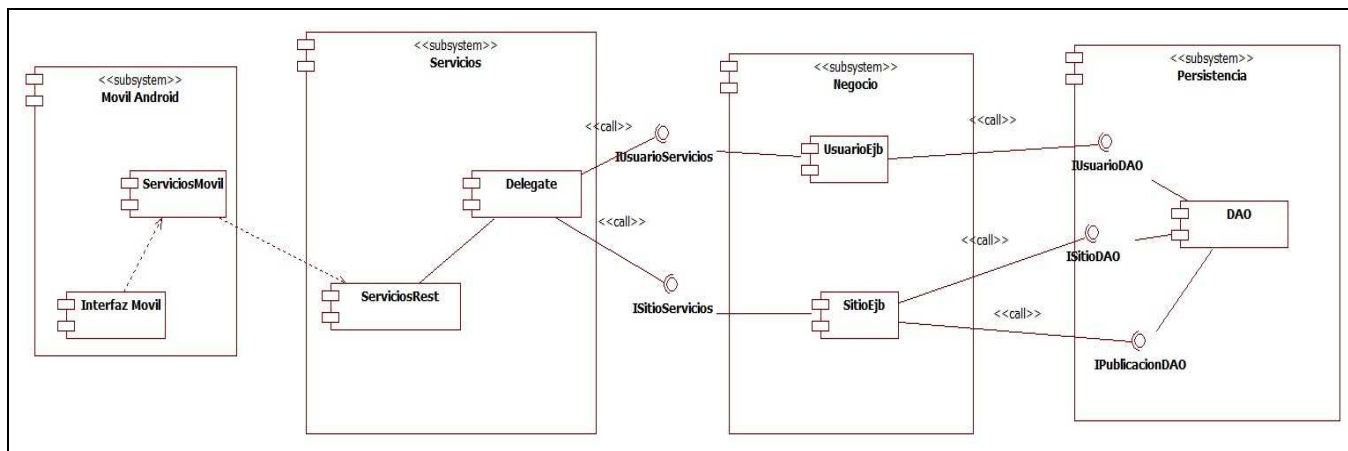 <<subsystem>>
Movil Android
ServiciosMovil
Interfaz Movil
<<subsystem>>
Servicios
Delegate
ServiciosRest
<<call>>
IUsuarioServicios
<<call>>
ISitioServicios
<<subsystem>>
Negocio
UsuarioEjb
SitioEjb
<<call>>
IUsuarioDAO
<<call>>
ISitioDAO
<<call>>
IPublicacionDAO
<<subsystem>>
Persistencia
DAO